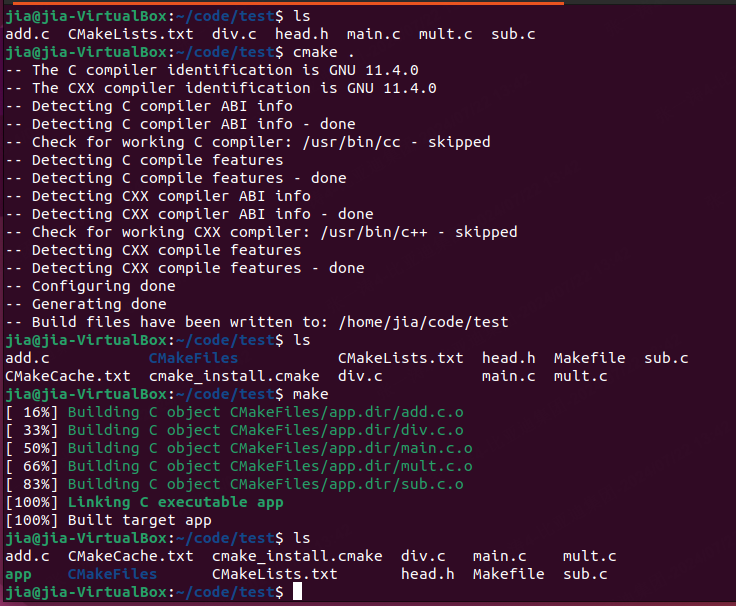 jia@jia-VirtualBox:~/code/test$ ls
add.c  CMakeLists.txt  div.c  head.h  main.c  mult.c  sub.c
jia@jia-VirtualBox:~/code/test$ cmake .
-- The C compiler identification is GNU 11.4.0
-- The CXX compiler identification is GNU 11.4.0
-- Detecting C compiler ABI info
-- Detecting C compiler ABI info - done
-- Check for working C compiler: /usr/bin/cc - skipped
-- Detecting C compile features
-- Detecting C compile features - done
-- Detecting CXX compiler ABI info
-- Detecting CXX compiler ABI info - done
-- Check for working CXX compiler: /usr/bin/c++ - skipped
-- Detecting CXX compile features
-- Detecting CXX compile features - done
-- Configuring done
-- Generating done
-- Build files have been written to: /home/jia/code/test
jia@jia-VirtualBox:~/code/test$ ls
add.c           CMakeFiles           CMakeLists.txt  head.h  Makefile  sub.c
CMakeCache.txt  cmake_install.cmake  div.c           main.c  mult.c
jia@jia-VirtualBox:~/code/test$ make
[ 16%] Building C object CMakeFiles/app.dir/add.c.o
[ 33%] Building C object CMakeFiles/app.dir/div.c.o
[ 50%] Building C object CMakeFiles/app.dir/main.c.o
[ 66%] Building C object CMakeFiles/app.dir/mult.c.o
[ 83%] Building C object CMakeFiles/app.dir/sub.c.o
[100%] Linking C executable app
[100%] Built target app
jia@jia-VirtualBox:~/code/test$ ls
add.c  CMakeCache.txt  cmake_install.cmake  div.c   main.c    mult.c
app    CMakeFiles      CMakeLists.txt       head.h  Makefile  sub.c
jia@jia-VirtualBox:~/code/test$